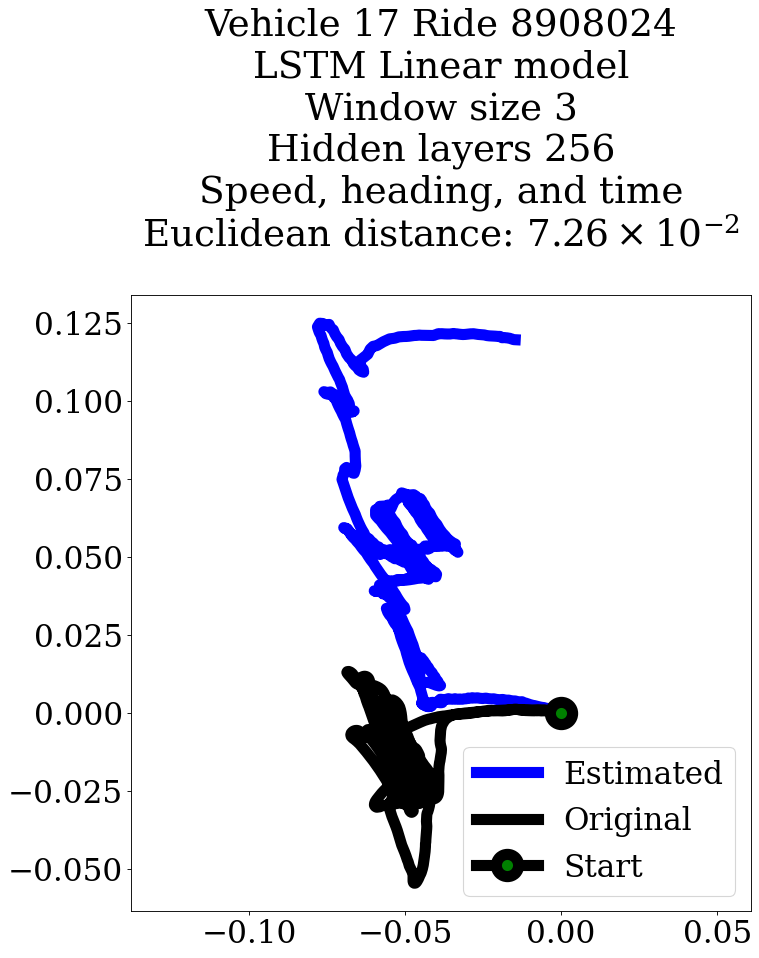 Vehicle 17 Ride 8908024
LSTM Linear model
Window size 3
Hidden layers 256
Speed, heading, and time
Euclidean distance: 7.26 × 10⁻²
0.125
0.100
0.075
0.050
0.025
0.000
−0.025
−0.050
−0.10
−0.05
0.00
0.05
Estimated
Original
Start